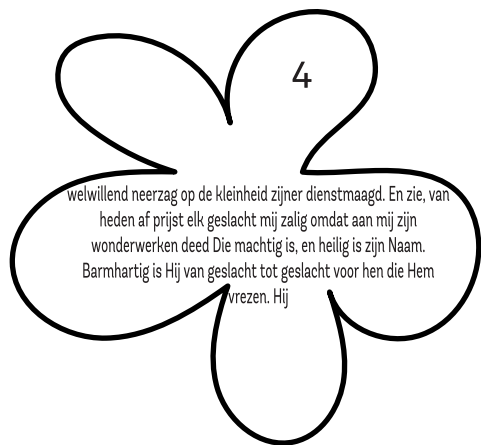 4
welwillend neerzag op de kleinheid zijner dienstmaagd. En zie, van
heden af prijst elk geslacht mij zalig omdat aan mij zijn
wonderwerken deed Die machtig is, en heilig is zijn Naam.
Barmhartig is Hij van geslacht tot geslacht voor hen die Hem
vrezen. Hij